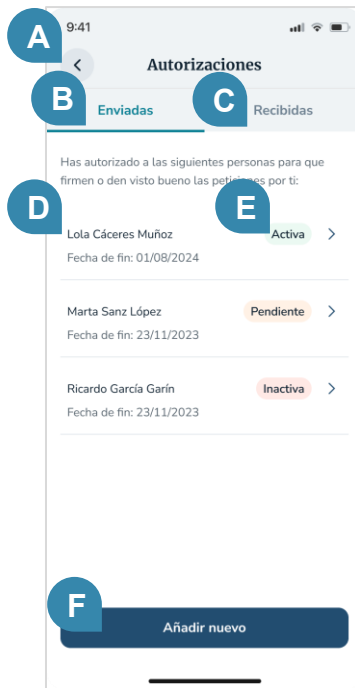 A
9:41
Autorizaciones
B
Enviadas
C
Recibidas
Has autorizado a las siguientes personas para que
firmen o den visto bueno las peticiones por ti:
D
E
Lola Cáceres Muñoz
Activa
Fecha de fin: 01/08/2024
Marta Sanz López
Pendiente
Fecha de fin: 23/11/2023
Ricardo García Garín
Inactiva
Fecha de fin: 23/11/2023
F
Añadir nuevo